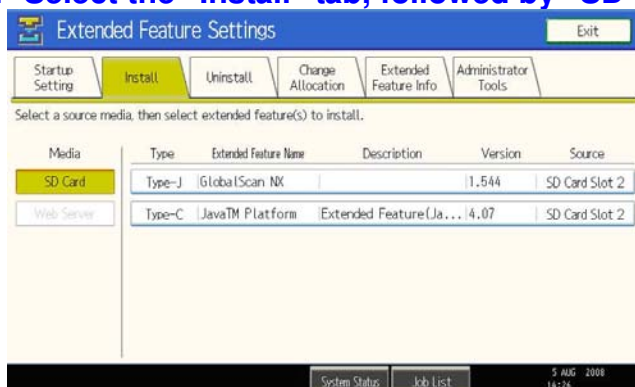 Select the "Install" tab, followed by "SD
Extended Feature Settings
Exit
Startup Setting
Install
Uninstall
Change Allocation
Extended Feature Info
Administrator Tools
Select a source media, then select extended feature(s) to install.
Media Type Extended Feature Name Description Version Source
SD Card Type-J GlobalScan NX 1.544 SD Card Slot 2
Web Server Type-C JavaTM Platform Extended Feature(Ja... 4.07 SD Card Slot 2
System Status Job List 5 AUG 2008
14:26